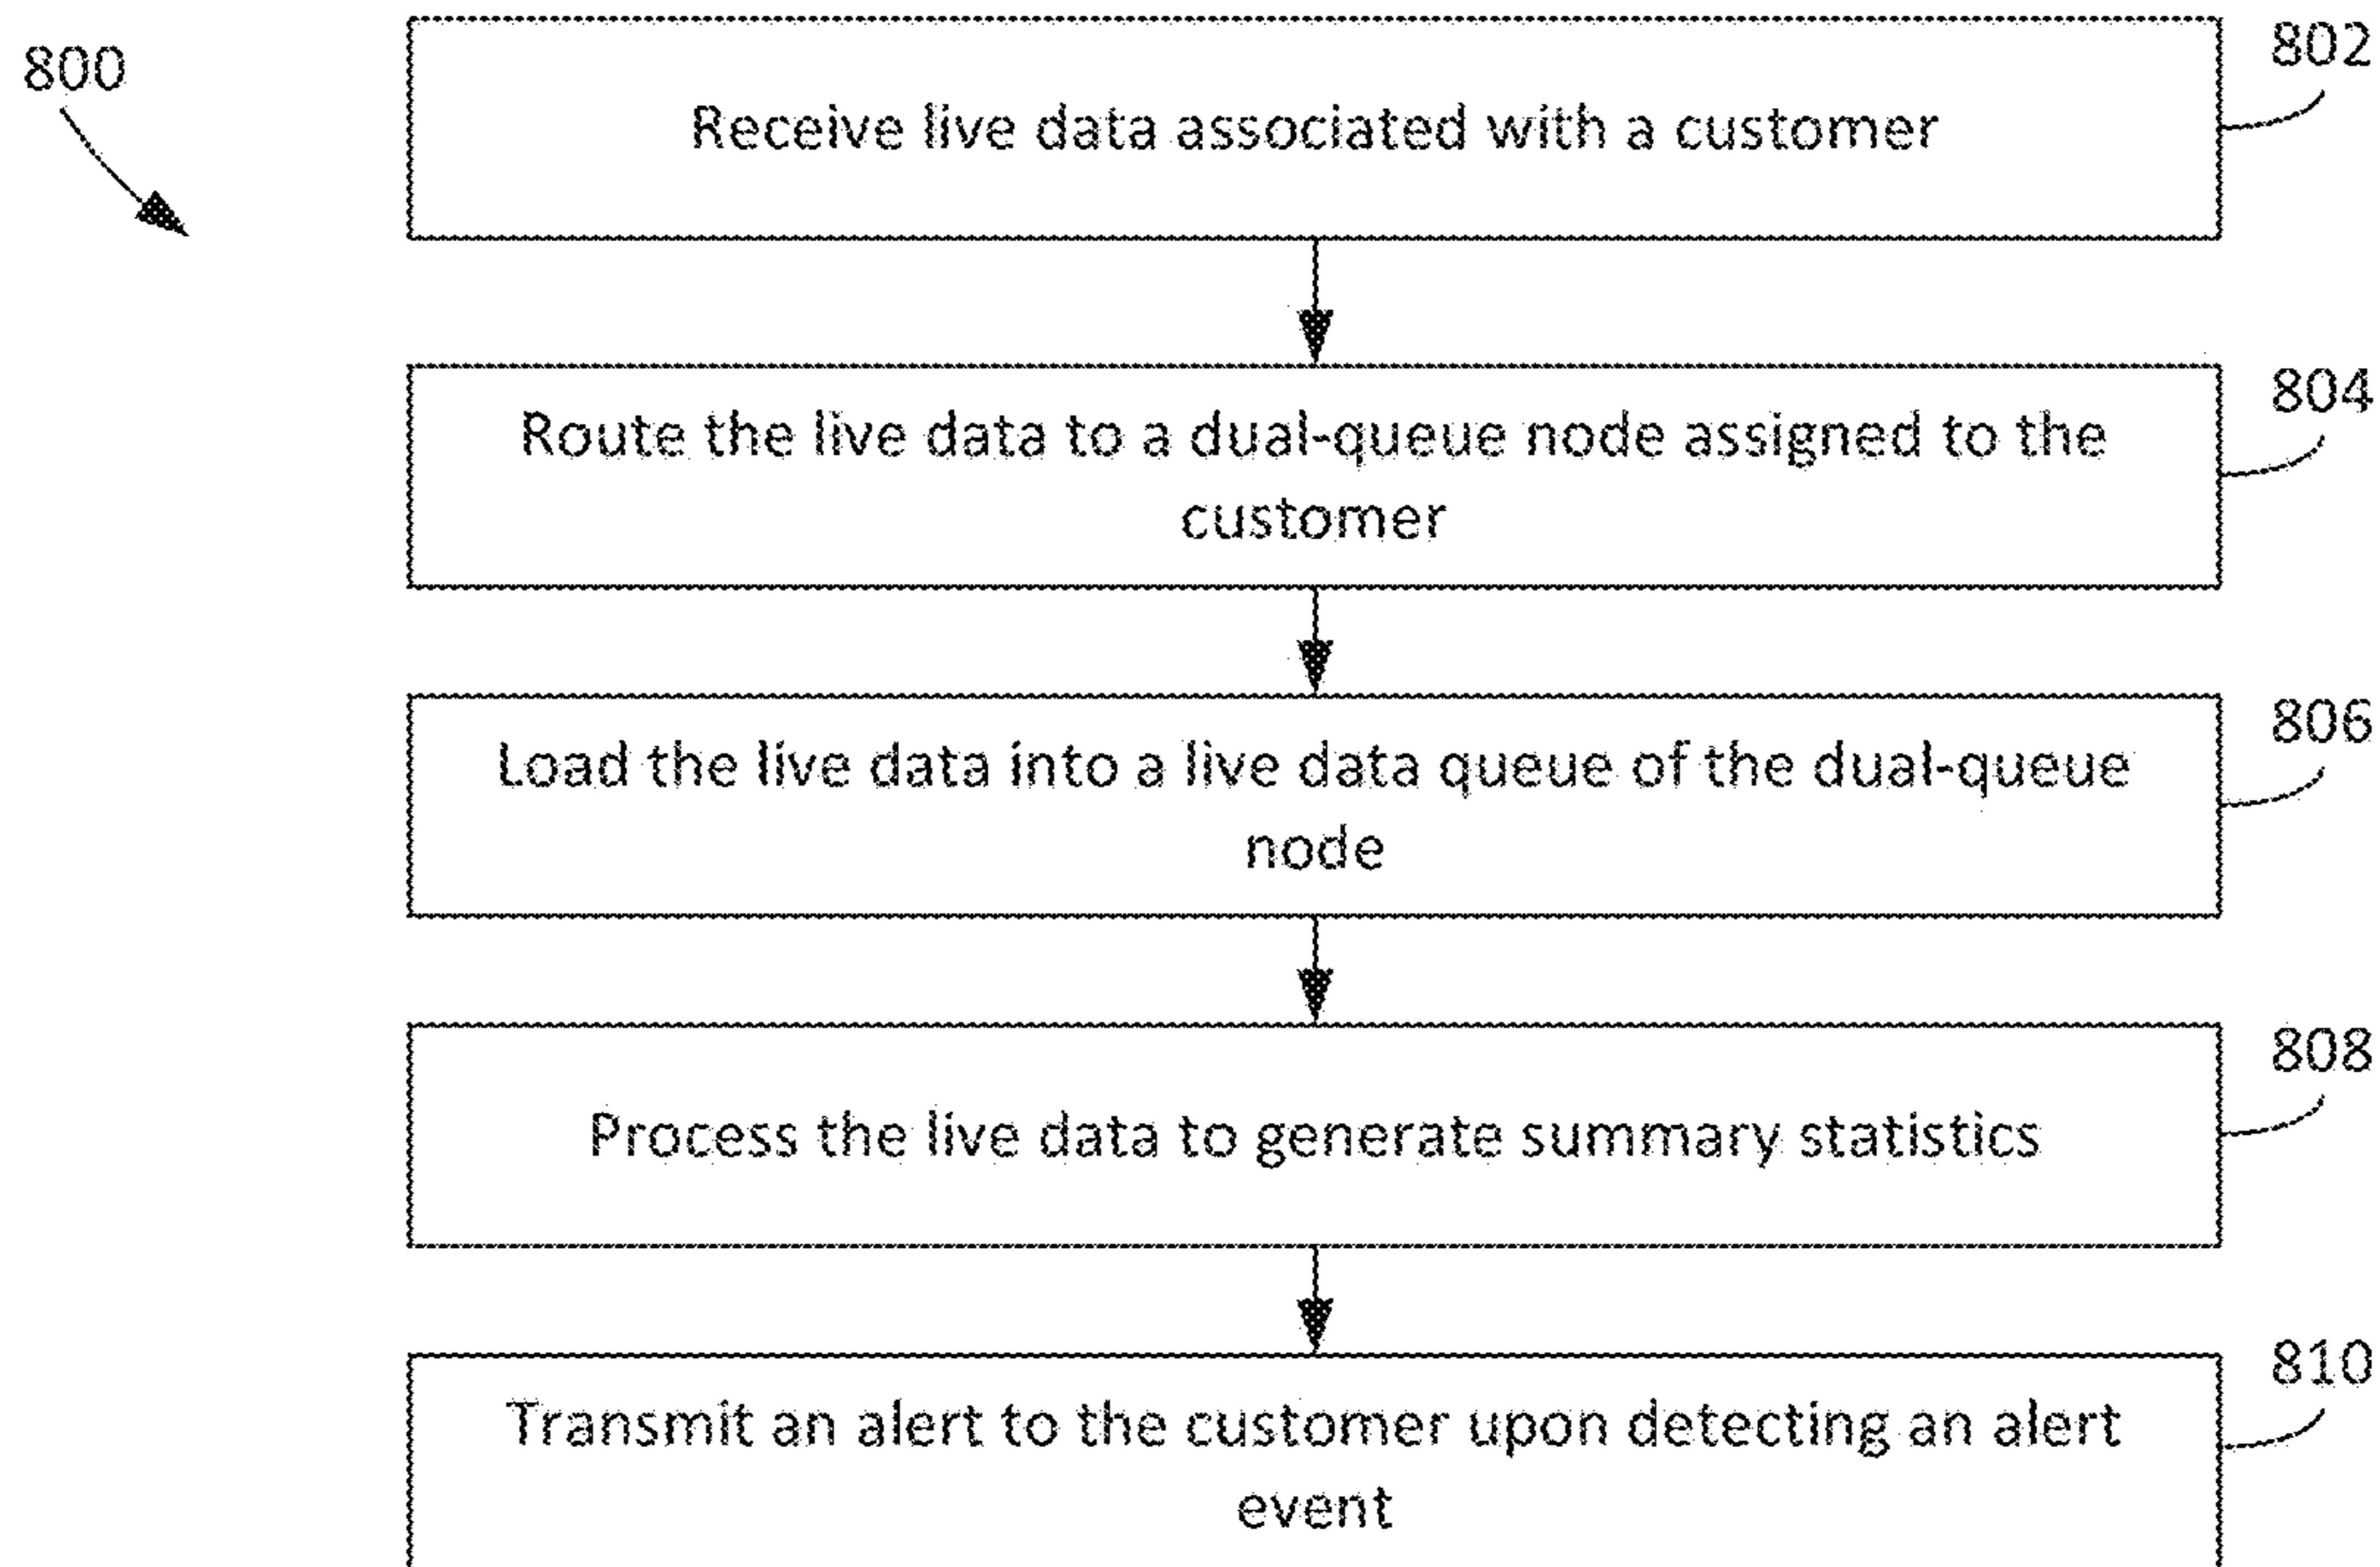 800
802
Receive live data associated with a customer
804
Route the live data to a dual-queue node assigned to the
customer
806
Load the live data into a live data queue of the dual-queue
node
808
Process the live data to generate summary statistics
810
Transmit an alert to the customer upon detecting an alert
event